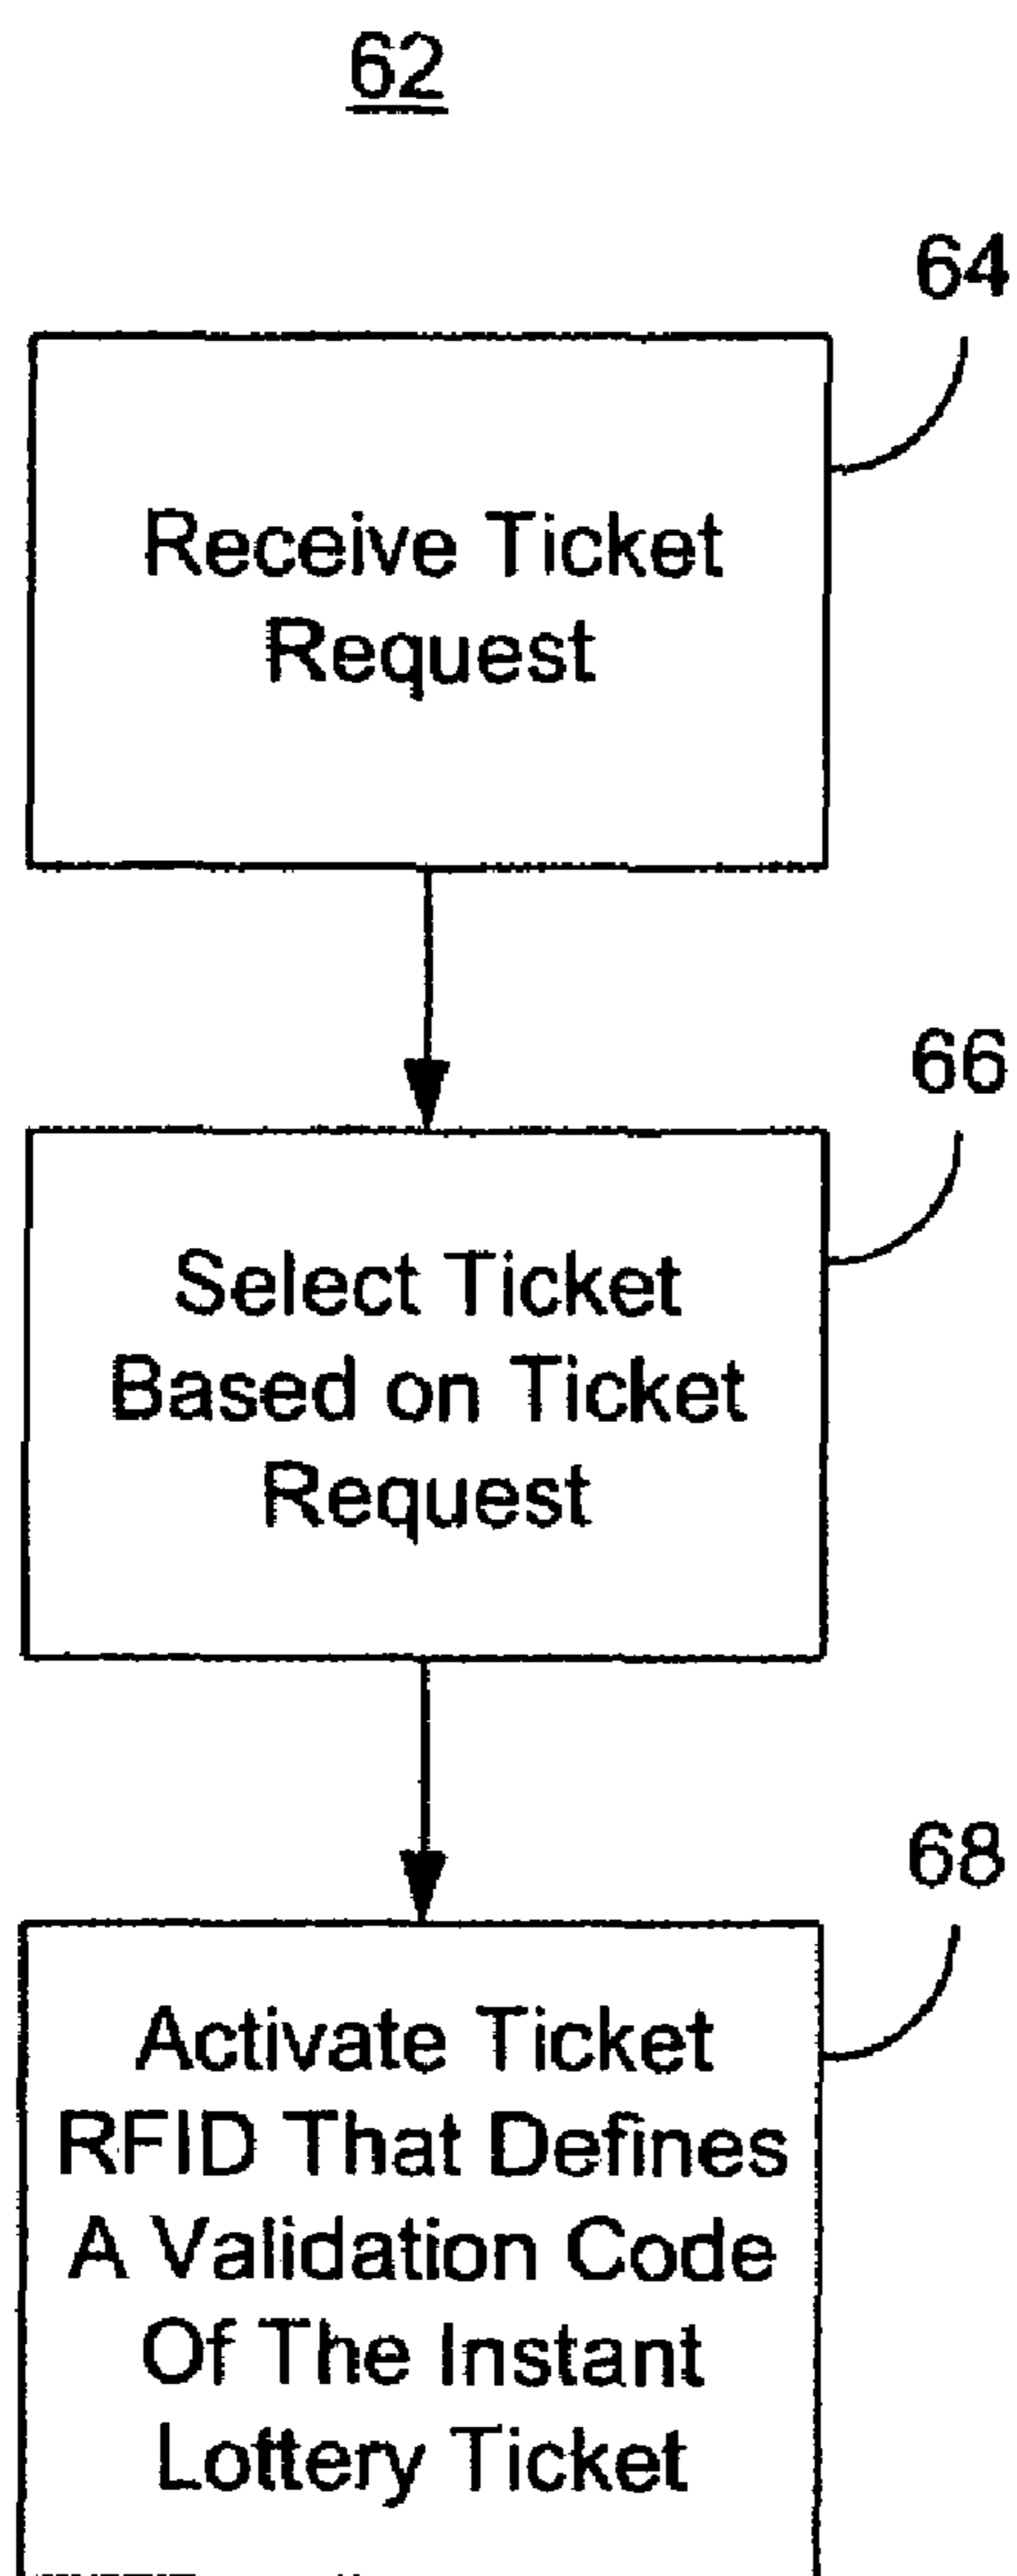 62
64
Receive Ticket
Request
66
Select Ticket
Based on Ticket
Request
68
Activate Ticket
RFID That Defines
A Validation Code
Of The Instant
Lottery Ticket